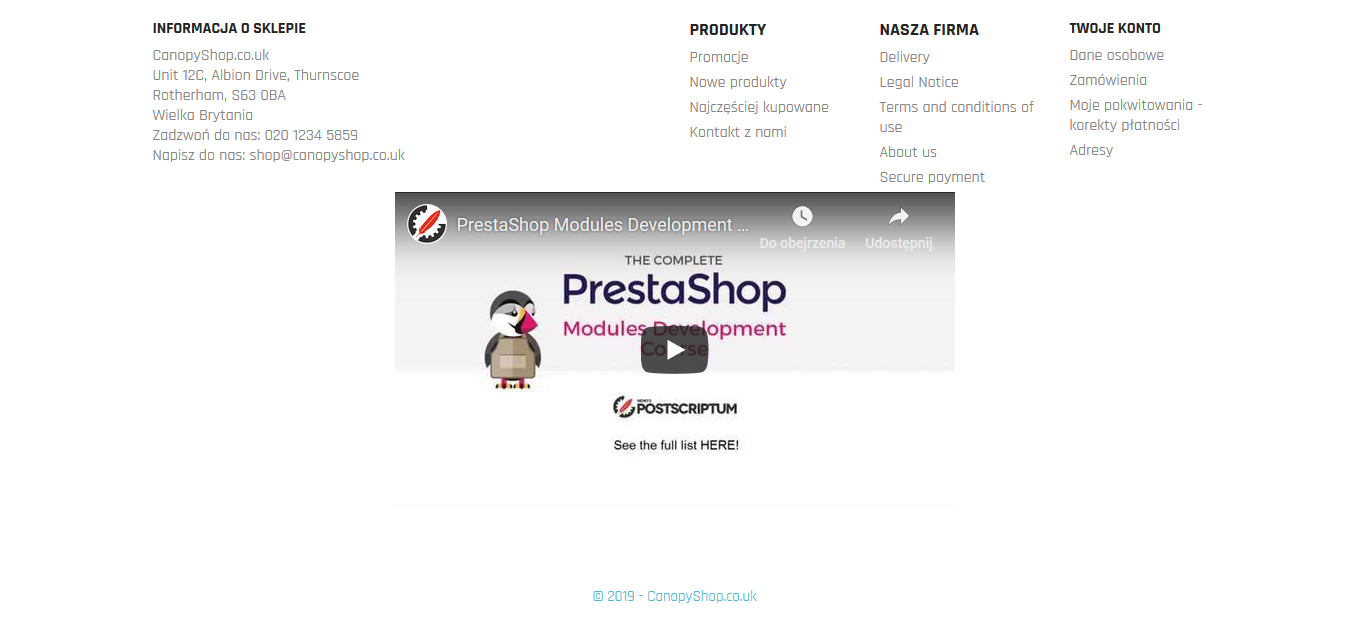 INFORMACJA O SKLEPIE
CanopyShop.co.uk
Unit 12C, Albion Drive, Thurnscoe
Rotherham, S63 0BA
Wielka Brytania
Zadzwoń do nas: 020 1234 5859
Napisz do nas: shop@canopyshop.co.uk
PRODUKTY
Promocje
Nowe produkty
Najczęściej kupowane
Kontakt z nami
NASZA FIRMA
Delivery
Legal Notice
Terms and conditions of
use
About us
Secure payment
TWOJE KONTO
Dane osobowe
Zamówienia
Moje pokwitowania -
korekty płatności
Adresy
PrestaShop Modules Development ...
Do obejrzenia
Udostępnij
THE COMPLETE
PrestaShop
Modules Development
Course
POSTSCRIPTUM
See the full list HERE!
© 2019 - CanopyShop.co.uk